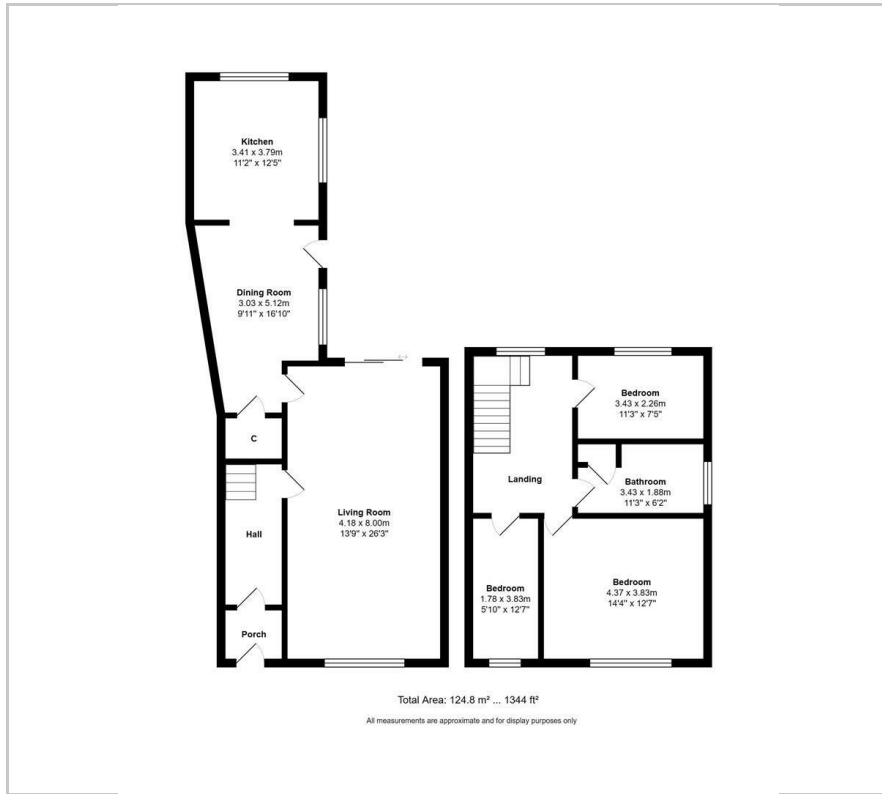 Kitchen
3.41 x 3.79m
11'2" x 12'5"
Dining Room
3.03 x 5.12m
9'11" x 16'10"
C
Hall
Porch
Living Room
4.18 x 8.00m
13'9" x 26'3"
Bedroom
3.43 x 2.26m
11'3" x 7'5"
Bathroom
3.43 x 1.88m
11'3" x 6'2"
Landing
Bedroom
1.78 x 3.83m
5'10" x 12'7"
Bedroom
4.37 x 3.83m
14'4" x 12'7"
Total Area: 124.8 m² ... 1344 ft²
All measurements are approximate and for display purposes only